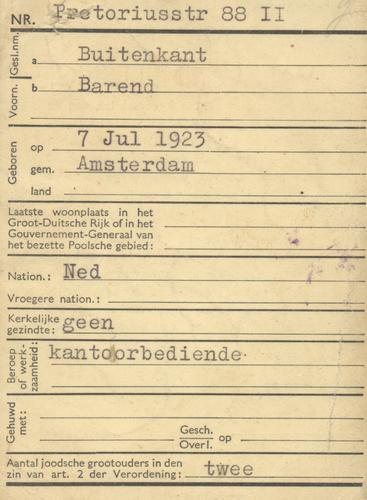 NR. Pretoriusstr 88 II
Gesl.nm. a Buitenkant
Voorn. b Barend
Geboren op 7 Jul 1923
gem. Amsterdam
land
Laatste woonplaats in het
Groot-Duitsche Rijk of in het
Gouvernement-Generaal van
het bezette Poolsche gebied:
Nation.: Ned
Vroegere nation.:
Kerkelijke
gezindte: geen
Beroep of werk-zaamheid: kantoorbediende
Gehuwd met:
Gesch.
Overl. op
Aantal joodsche grootouders in den
zin van art. 2 der Verordening: twee